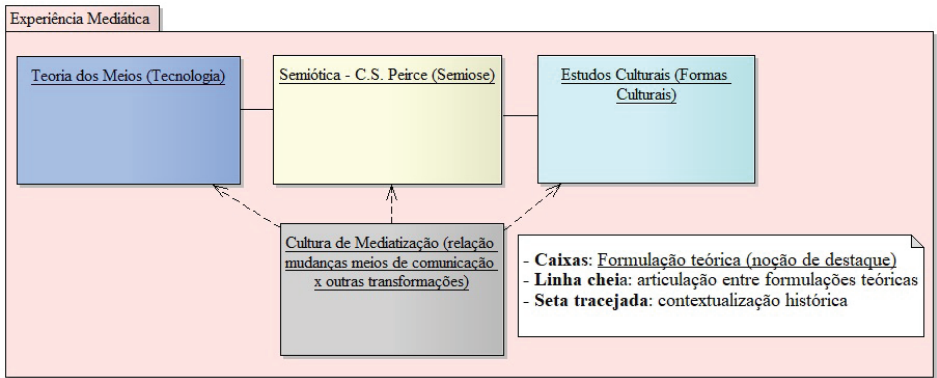 Experiência Mediática
Teoria dos Meios (Tecnologia)
Semiótica - C.S. Peirce (Semiose)
Estudos Culturais (Formas
Culturais)
Cultura de Mediatização (relação
mudanças meios de comunicação
x outras transformações)
- Caixas: Formulação teórica (noção de destaque)
- Linha cheia: articulação entre formulações teóricas
- Seta tracejada: contextualização histórica